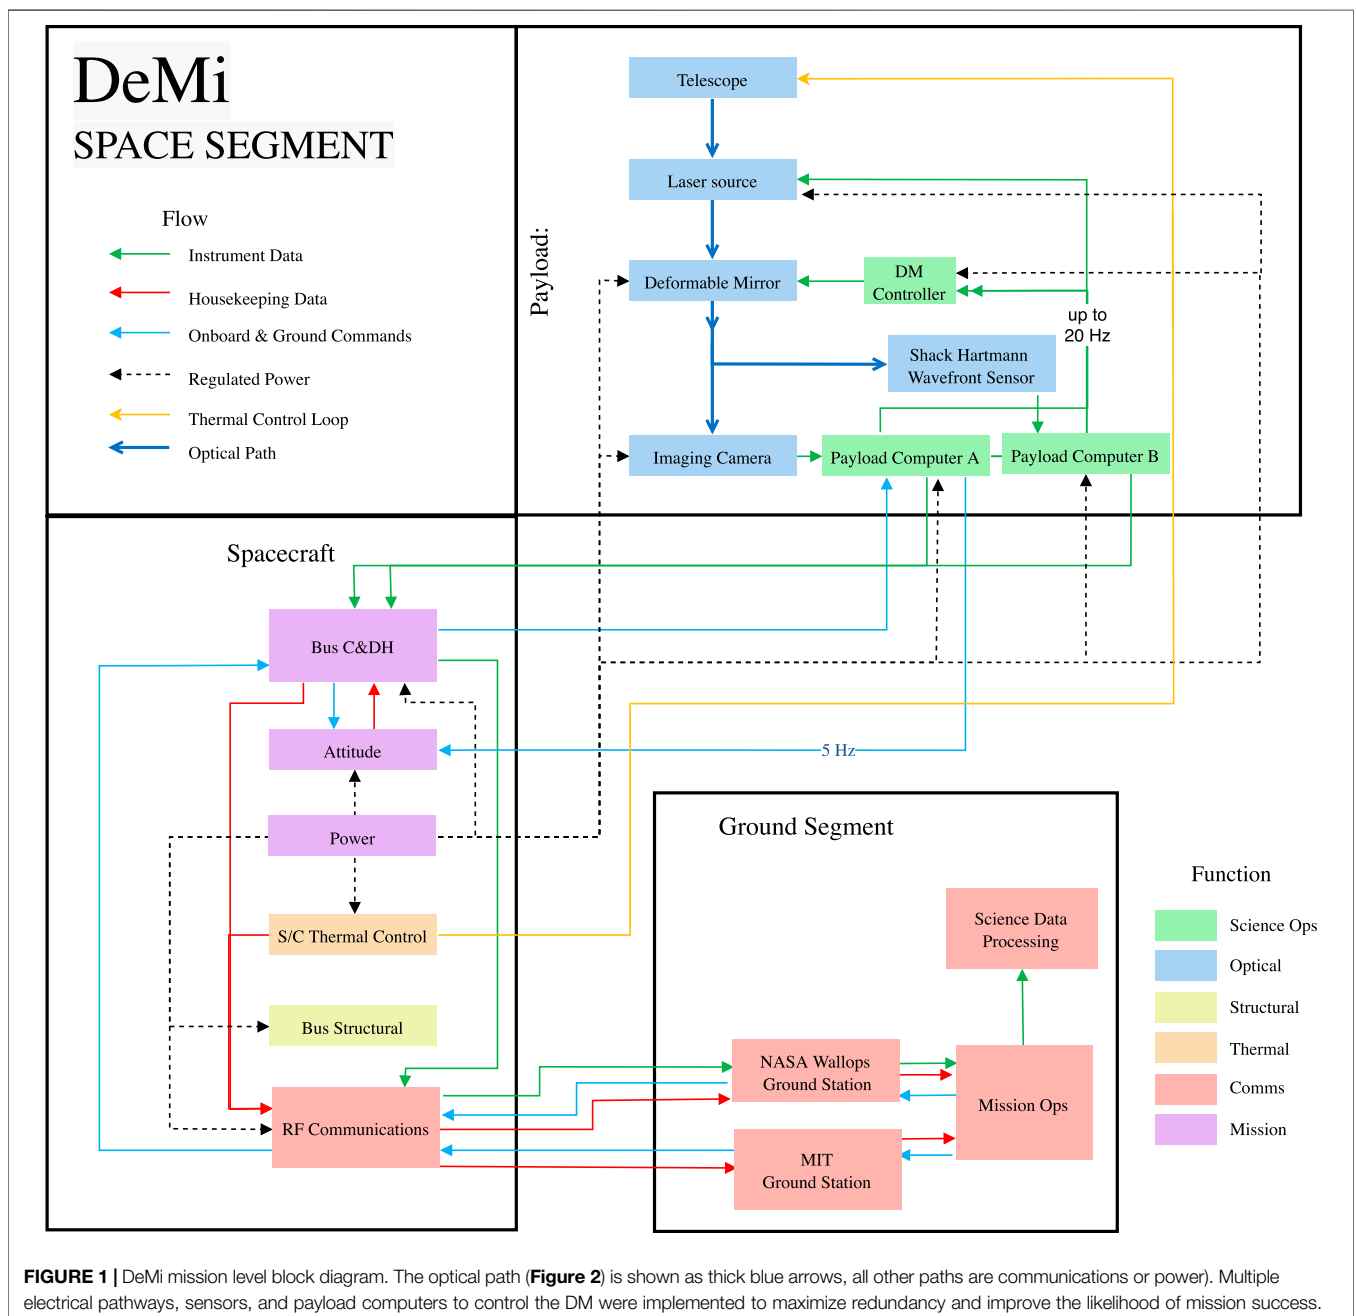 DeMi
SPACE SEGMENT
Flow
Instrument Data
Housekeeping Data
Onboard & Ground Commands
Regulated Power
Thermal Control Loop
Optical Path
Payload:
Telescope
Laser source
Deformable Mirror
DM
Controller
up to
20 Hz
Shack Hartmann
Wavefront Sensor
Imaging Camera
Payload Computer A
Payload Computer B
Spacecraft
Bus C&DH
Attitude
5 Hz
Power
S/C Thermal Control
Bus Structural
RF Communications
Ground Segment
Science Data
Processing
NASA Wallops
Ground Station
Mission Ops
MIT
Ground Station
Function
Science Ops
Optical
Structural
Thermal
Comms
Mission
FIGURE 1 | DeMi mission level block diagram. The optical path (Figure 2) is shown as thick blue arrows, all other paths are communications or power). Multiple
electrical pathways, sensors, and payload computers to control the DM were implemented to maximize redundancy and improve the likelihood of mission success.